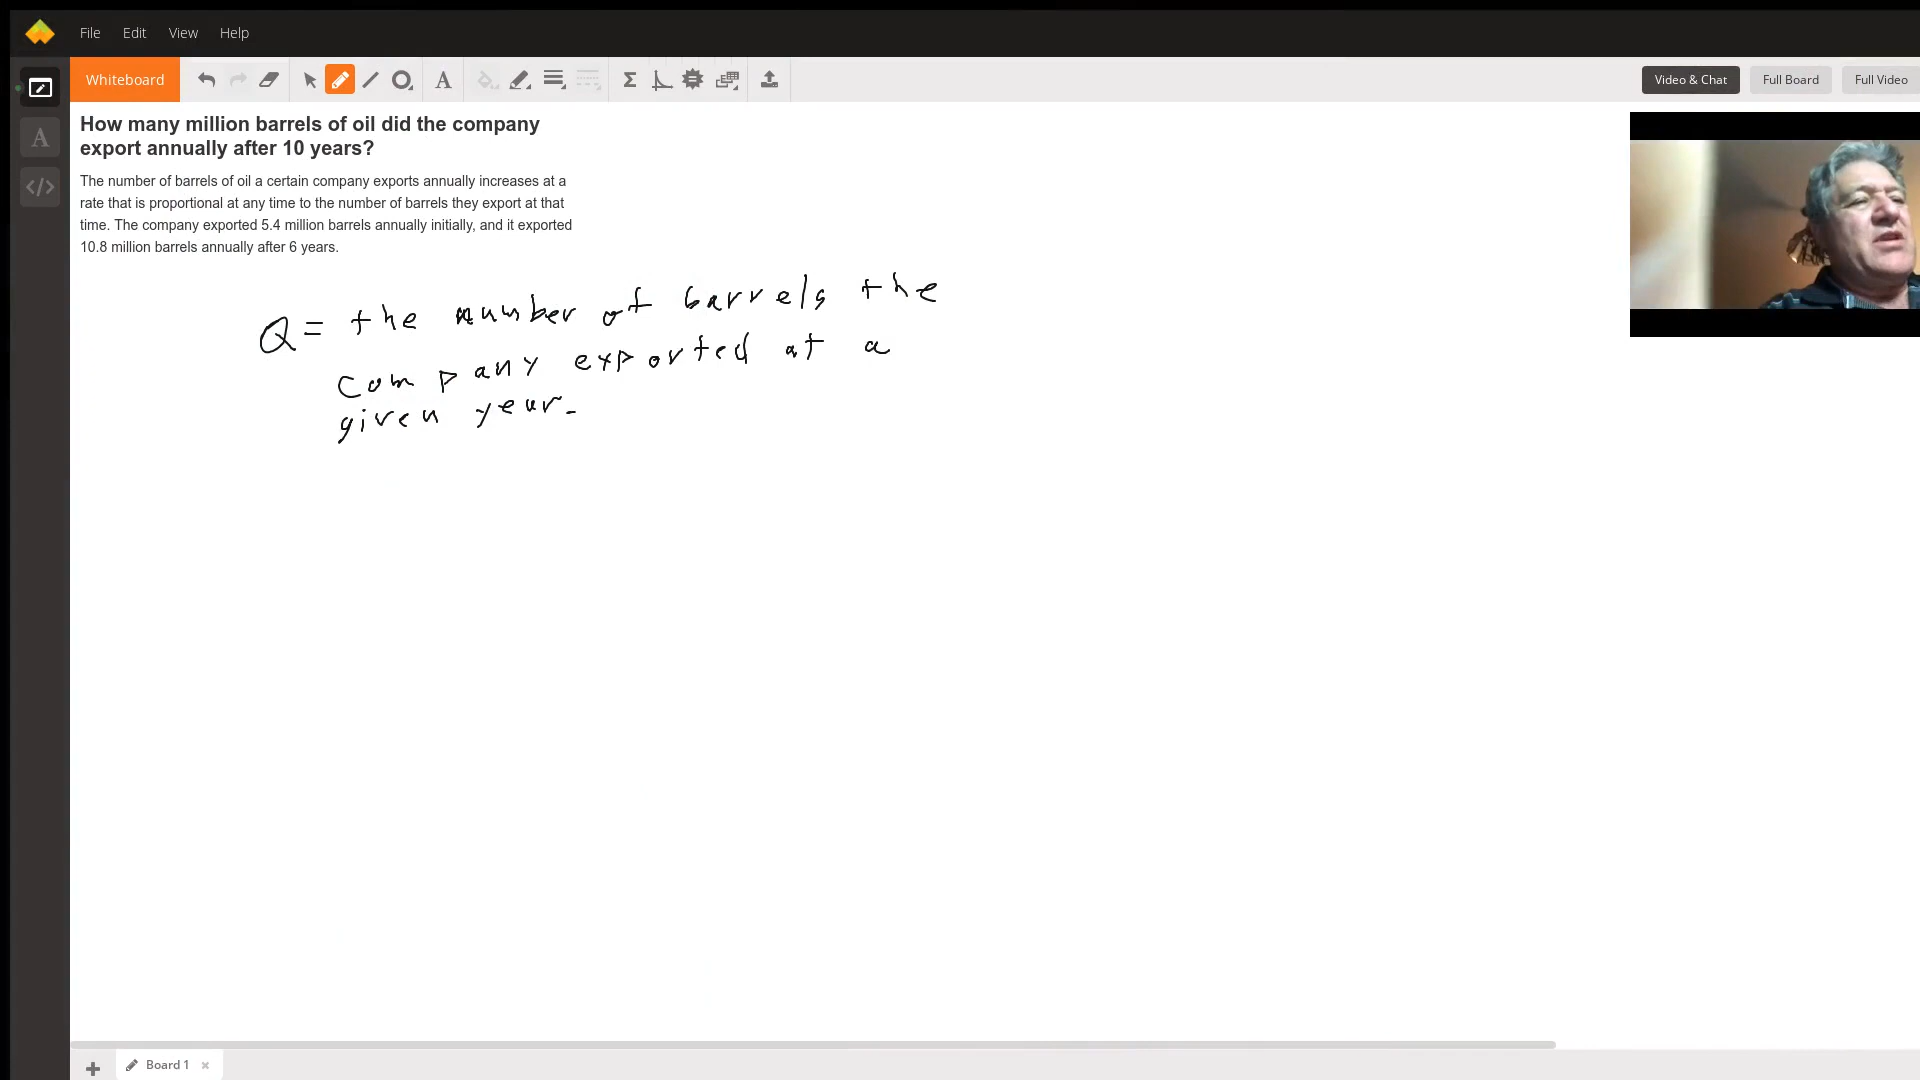 File Edit View Help
Whiteboard A Σ Video & Chat Full Board Full Video
A
</>
How many million barrels of oil did the company
export annually after 10 years?
The number of barrels of oil a certain company exports annually increases at a
rate that is proportional at any time to the number of barrels they export at that
time. The company exported 5.4 million barrels annually initially, and it exported
10.8 million barrels annually after 6 years.
Q = the number of barrels the
company exported at a
given year.
+ Board 1 ×